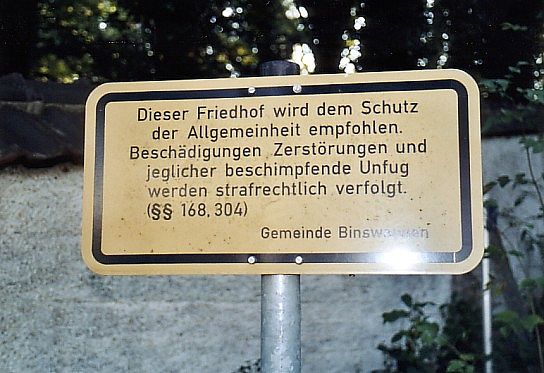 Dieser Friedhof wird dem Schutz
der Allgemeinheit empfohlen.
Beschädigungen, Zerstörungen und
jeglicher beschimpfende Unfug
werden strafrechtlich verfolgt.
(§§ 168, 304)
Gemeinde